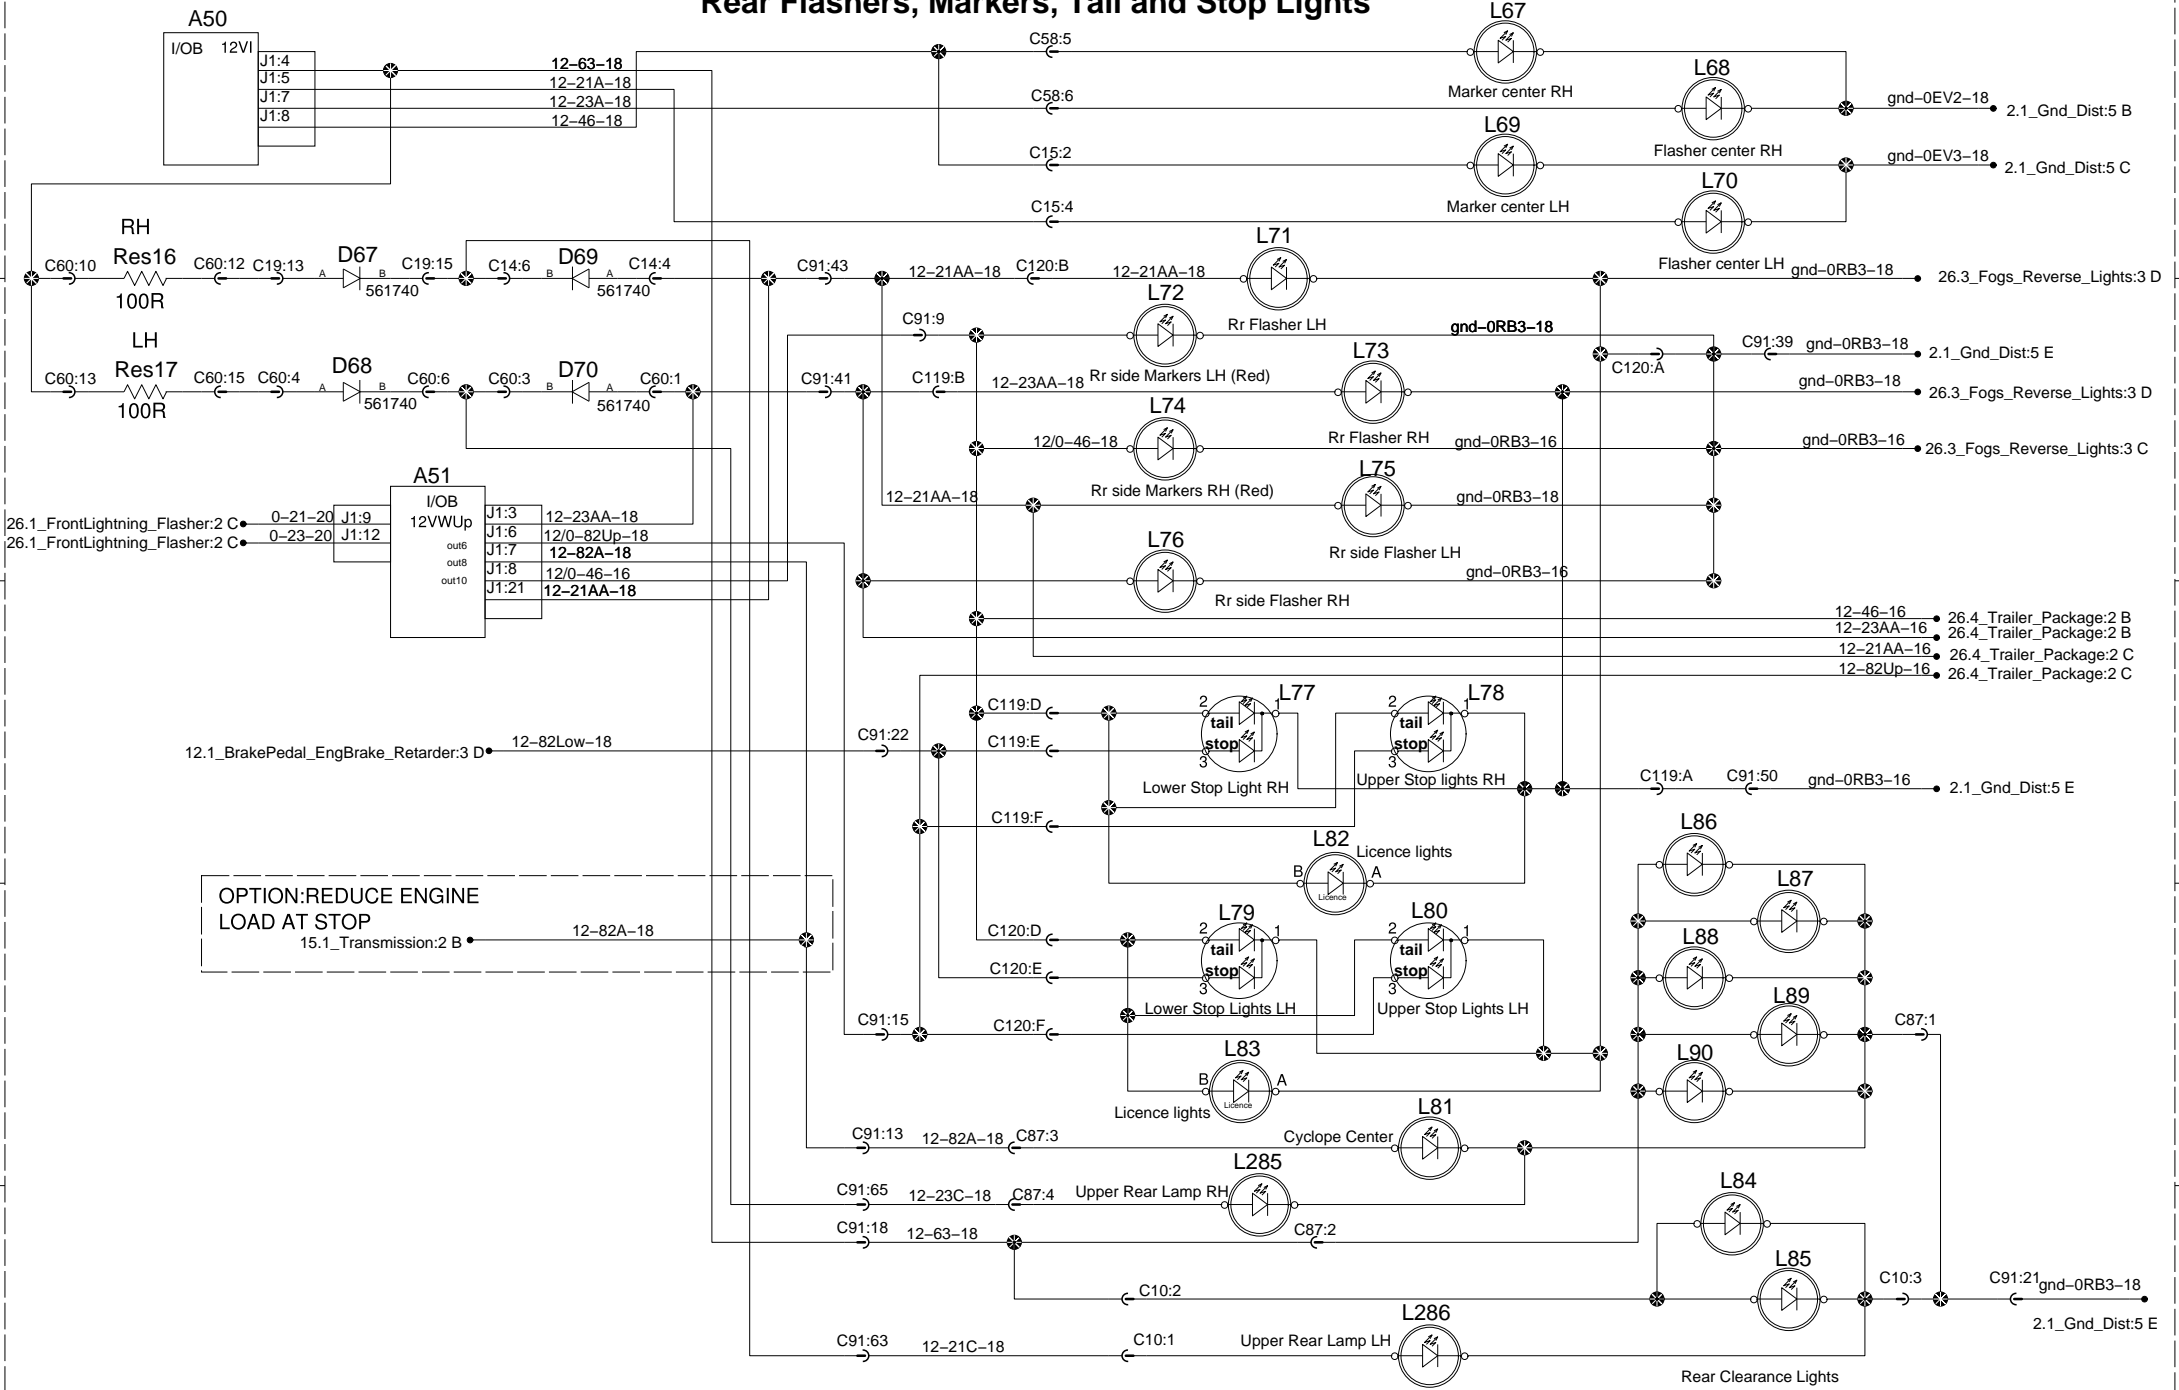 Rear Flashers, Markers, Tail and Stop Lights
A50
I/OB 12VI
J1:4
J1:5
J1:7
J1:8
12-63-18
12-21A-18
12-23A-18
12-46-18
C58:5
L67
Marker center RH
C58:6
L68
Flasher center RH
gnd-0EV2-18
2.1_Gnd_Dist:5 B
C15:2
L69
Marker center LH
gnd-0EV3-18
2.1_Gnd_Dist:5 C
C15:4
L70
Flasher center LH
RH
Res16
100R
C60:10
C60:12
C19:13
A
D67
B
561740
C19:15
C14:6
B
D69
A
561740
C14:4
C91:43
12-21AA-18
C120:B
12-21AA-18
L71
Rr Flasher LH
gnd-0RB3-18
26.3_Fogs_Reverse_Lights:3 D
C91:9
L72
Rr side Markers LH (Red)
gnd-0RB3-18
C120:A
C91:39
gnd-0RB3-18
2.1_Gnd_Dist:5 E
LH
Res17
100R
C60:13
C60:15
C60:4
A
D68
B
561740
C60:6
C60:3
B
D70
A
561740
C60:1
C91:41
C119:B
12-23AA-18
L73
Rr Flasher RH
gnd-0RB3-18
26.3_Fogs_Reverse_Lights:3 D
12/0-46-18
L74
Rr side Markers RH (Red)
gnd-0RB3-16
gnd-0RB3-16
26.3_Fogs_Reverse_Lights:3 C
12-21AA-18
L75
Rr side Flasher LH
gnd-0RB3-18
L76
Rr side Flasher RH
gnd-0RB3-16
A51
I/OB
12VWUp
out6
out8
out10
26.1_FrontLightning_Flasher:2 C
0-21-20
J1:9
26.1_FrontLightning_Flasher:2 C
0-23-20
J1:12
J1:3
J1:6
J1:7
J1:8
J1:21
12-23AA-18
12/0-82Up-18
12-82A-18
12/0-46-16
12-21AA-18
12-46-16
26.4_Trailer_Package:2 B
12-23AA-16
26.4_Trailer_Package:2 B
12-21AA-16
26.4_Trailer_Package:2 C
12-82Up-16
26.4_Trailer_Package:2 C
12.1_BrakePedal_EngBrake_Retarder:3 D
12-82Low-18
C91:22
C119:D
C119:E
C119:F
L77
2
1
tail
stop
3
Lower Stop Light RH
L78
2
1
tail
stop
3
Upper Stop lights RH
C119:A
C91:50
gnd-0RB3-16
2.1_Gnd_Dist:5 E
L82
Licence lights
B
A
Licence
OPTION:REDUCE ENGINE
LOAD AT STOP
15.1_Transmission:2 B
12-82A-18
C120:D
C120:E
C120:F
C91:15
L79
2
1
tail
stop
3
Lower Stop Lights LH
L80
2
1
tail
stop
3
Upper Stop Lights LH
L83
B
A
Licence
Licence lights
L86
L87
L88
L89
L90
C87:1
C91:13
12-82A-18
C87:3
Cyclope Center
L81
C91:65
12-23C-18
C87:4
Upper Rear Lamp RH
L285
C91:18
12-63-18
C87:2
L84
L85
C10:2
C10:3
C91:21
gnd-0RB3-18
2.1_Gnd_Dist:5 E
C91:63
12-21C-18
C10:1
Upper Rear Lamp LH
L286
Rear Clearance Lights